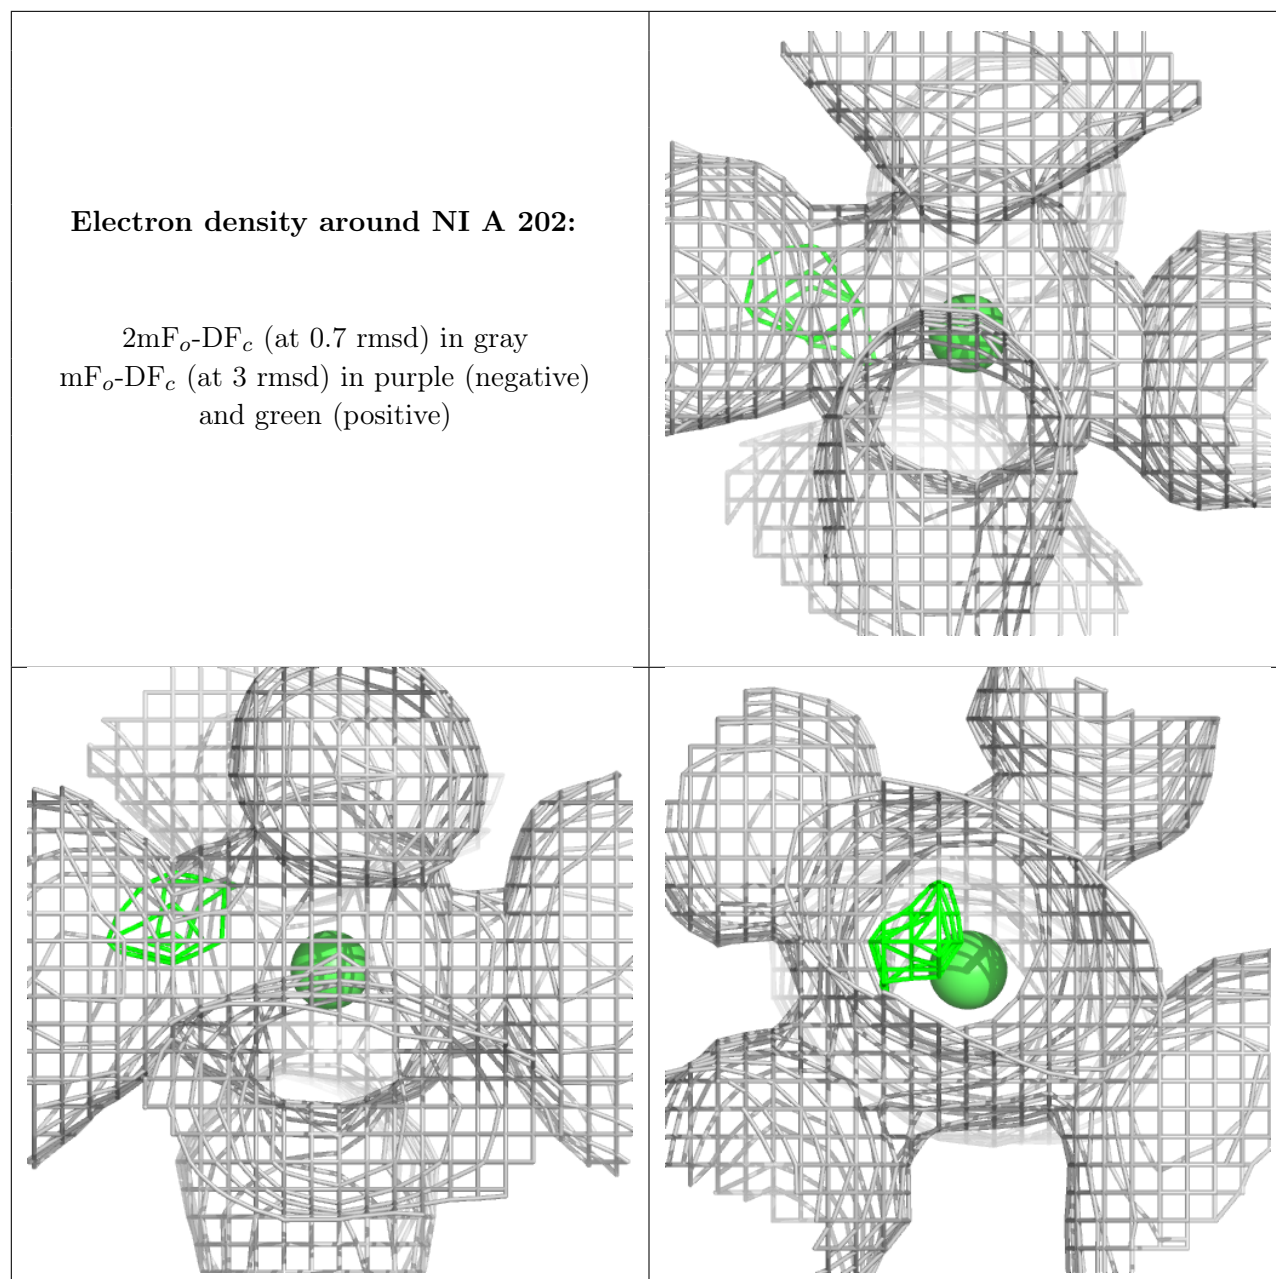 Electron density around NI A 202:
2mFo-DFc (at 0.7 rmsd) in gray
mFo-DFc (at 3 rmsd) in purple (negative)
and green (positive)